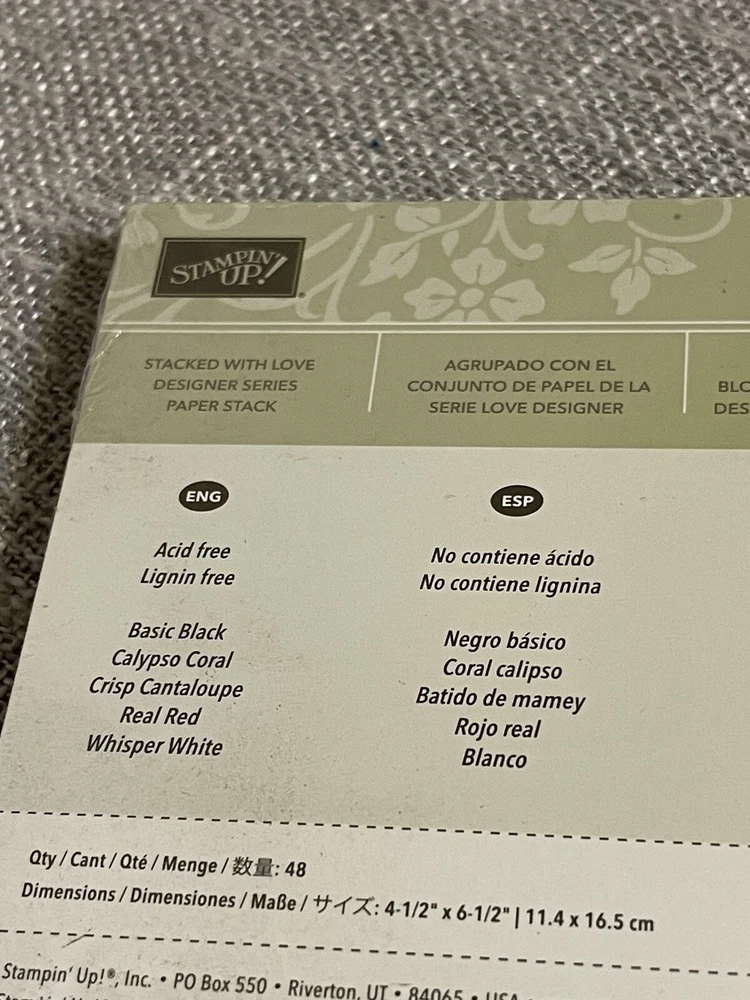 STAMPIN'
UP!
STACKED WITH LOVE
DESIGNER SERIES
PAPER STACK
AGRUPADO CON EL
CONJUNTO DE PAPEL DE LA
SERIE LOVE DESIGNER
BLO
DES
ENG
Acid free
Lignin free
Basic Black
Calypso Coral
Crisp Cantaloupe
Real Red
Whisper White
ESP
No contiene ácido
No contiene lignina
Negro básico
Coral calipso
Batido de mamey
Rojo real
Blanco
Qty / Cant / Qté / Menge / 数量: 48
Dimensions / Dimensiones / Maße / サイズ: 4-1/2" x 6-1/2" | 11.4 x 16.5 cm
Stampin' Up!®, Inc. • PO Box 550 • Riverton, UT • 84065 • USA